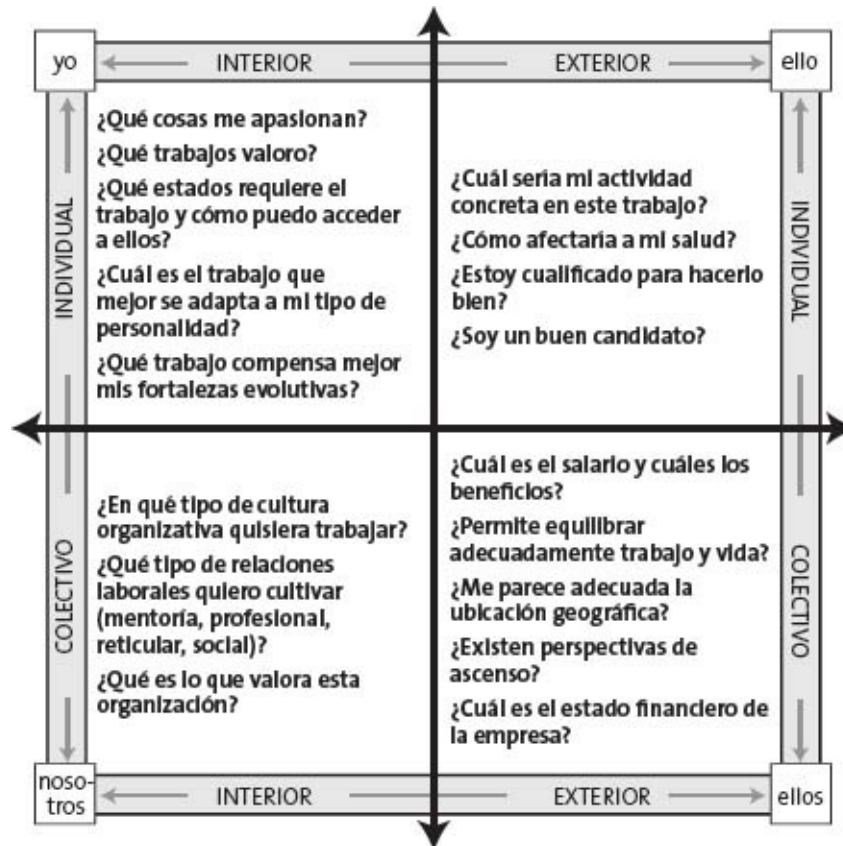 yo
INTERIOR
EXTERIOR
ello
INDIVIDUAL
¿Qué cosas me apasionan?
¿Qué trabajos valoro?
¿Qué estados requiere el
trabajo y cómo puedo acceder
a ellos?
¿Cuál es el trabajo que
mejor se adapta a mi tipo de
personalidad?
¿Qué trabajo compensa mejor
mis fortalezas evolutivas?
¿Cuál sería mi actividad
concreta en este trabajo?
¿Cómo afectaría a mi salud?
¿Estoy cualificado para hacerlo
bien?
¿Soy un buen candidato?
INDIVIDUAL
COLECTIVO
¿En qué tipo de cultura
organizativa quisiera trabajar?
¿Qué tipo de relaciones
laborales quiero cultivar
(mentoría, profesional,
reticular, social)?
¿Qué es lo que valora esta
organización?
¿Cuál es el salario y cuáles los
beneficios?
¿Permite equilibrar
adecuadamente trabajo y vida?
¿Me parece adecuada la
ubicación geográfica?
¿Existen perspectivas de
ascenso?
¿Cuál es el estado financiero de
la empresa?
COLECTIVO
noso-
tros
INTERIOR
EXTERIOR
ellos